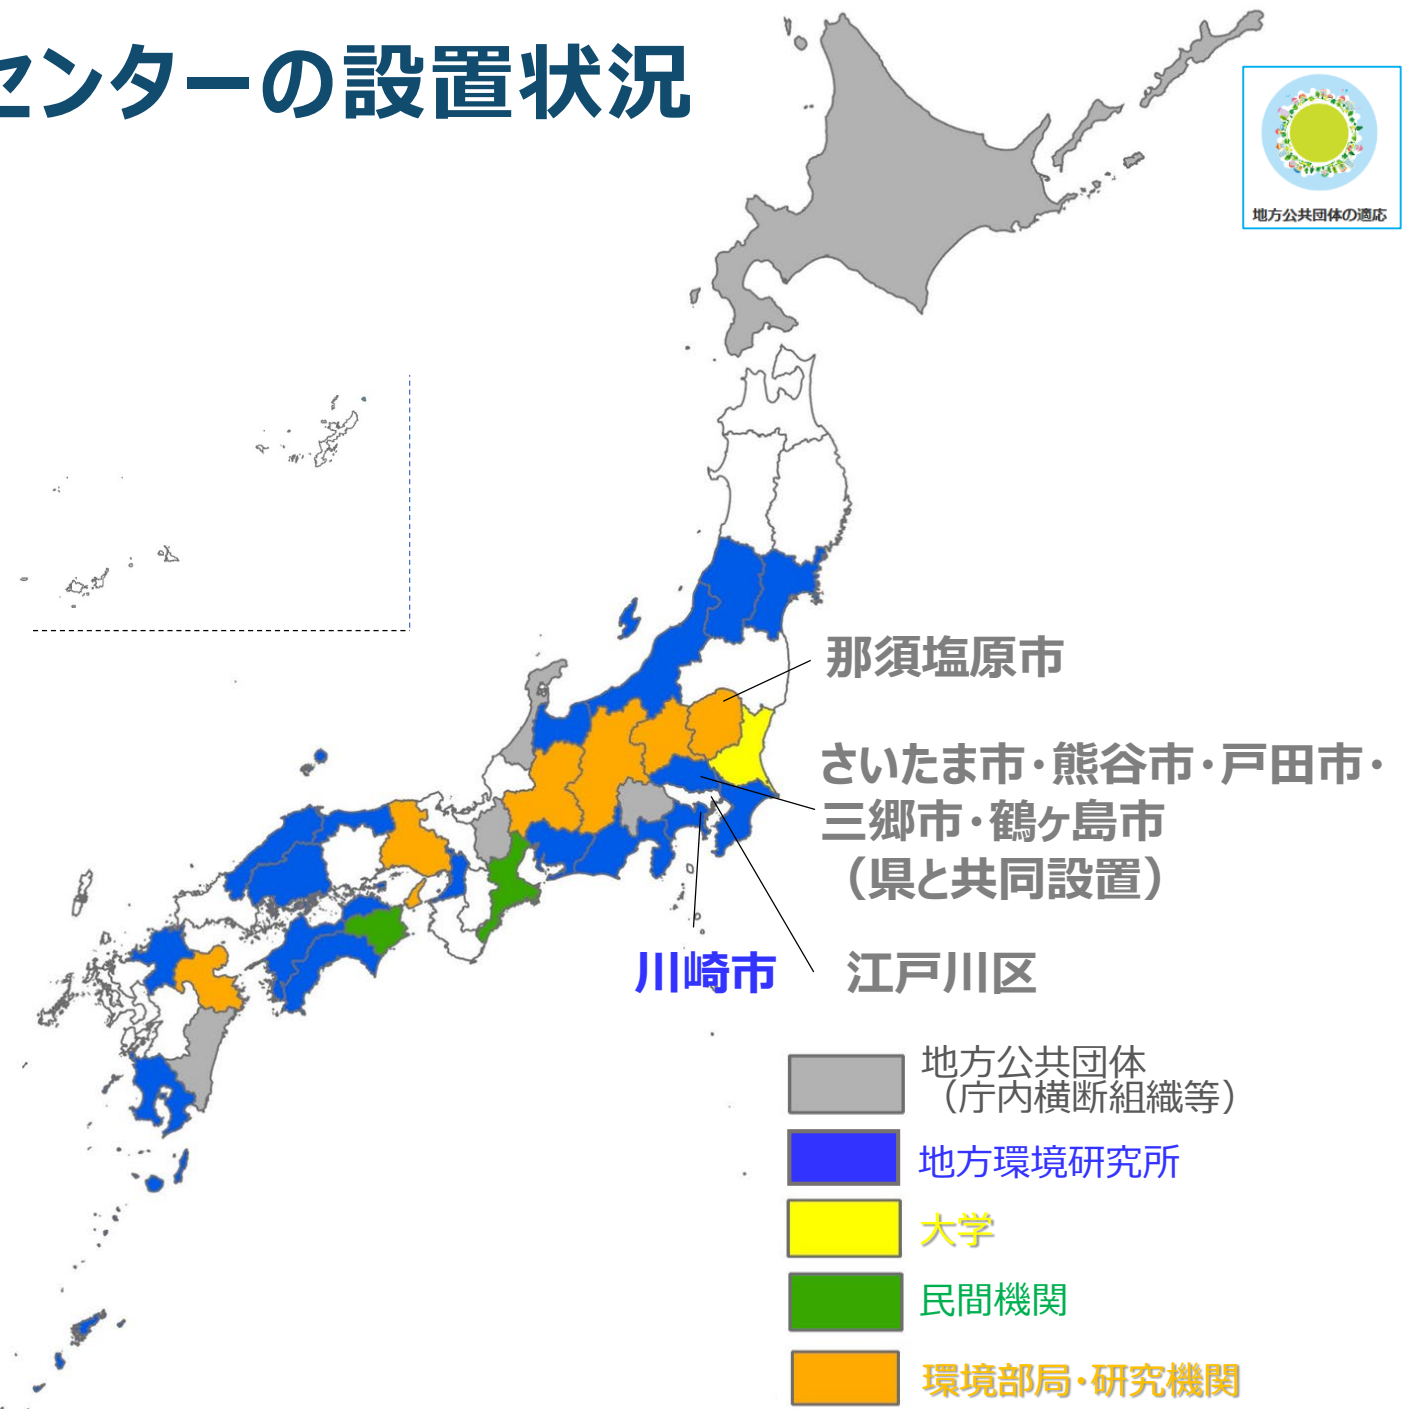 センターの設置状況
地方公共団体の適応
那須塩原市
さいたま市・熊谷市・戸田市・
三郷市・鶴ヶ島市
（県と共同設置）
川崎市
江戸川区
地方公共団体
（庁内横断組織等）
地方環境研究所
大学
民間機関
環境部局・研究機関